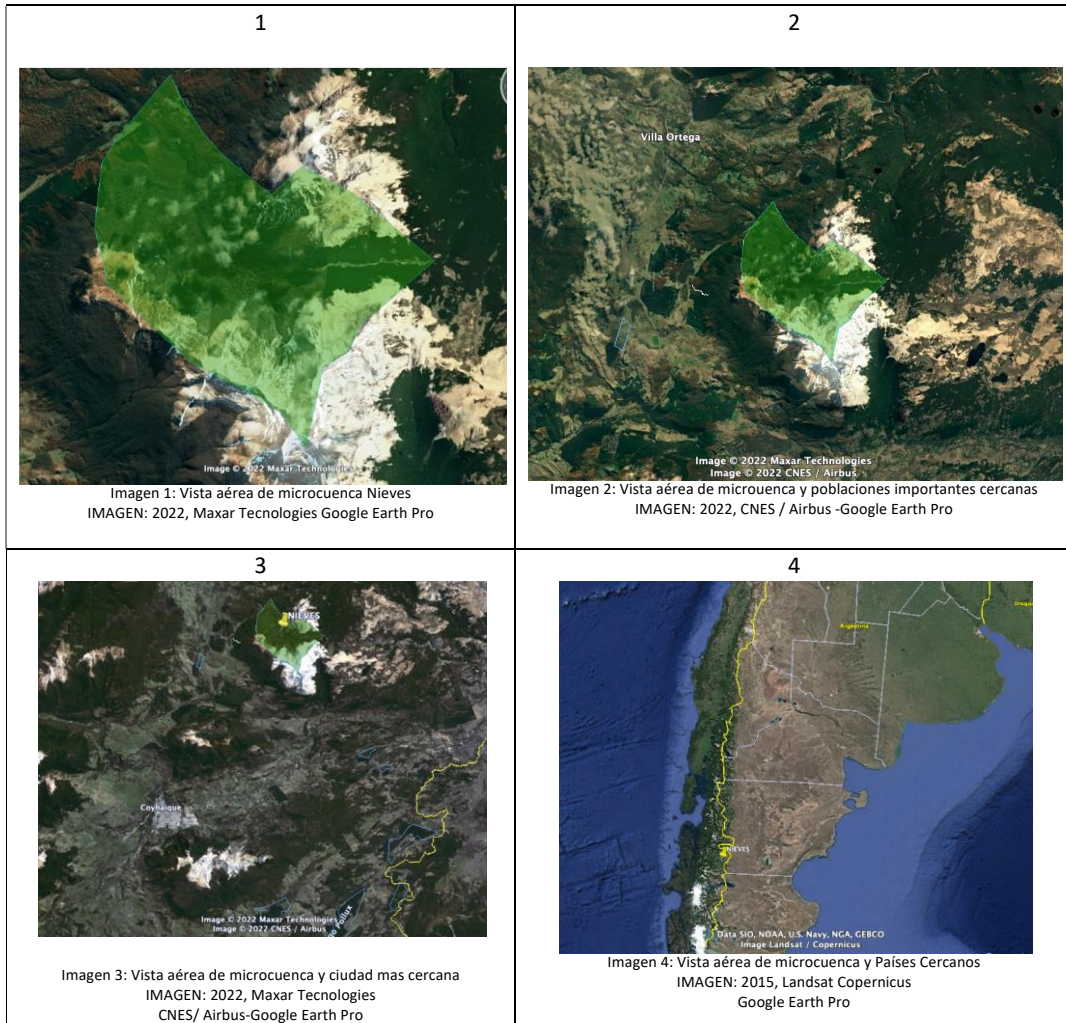 1
Image © 2022 Maxar Technologies
Imagen 1: Vista aérea de microcuenca Nieves
IMAGEN: 2022, Maxar Tecnologies Google Earth Pro
2
Villa Ortega
Image © 2022 Maxar Technologies
Image © 2022 CNES / Airbus
Imagen 2: Vista aérea de microuenca y poblaciones importantes cercanas
IMAGEN: 2022, CNES / Airbus -Google Earth Pro
3
NIEVES
Coyhaique
Image © 2022 Maxar Technologies
Image © 2022 CNES / Airbus
Pollux
Imagen 3: Vista aérea de microcuenca y ciudad mas cercana
IMAGEN: 2022, Maxar Tecnologies
CNES/ Airbus-Google Earth Pro
4
Argentina
NIEVES
Data SIO, NOAA, U.S. Navy, NGA, GEBCO
Image Landsat / Copernicus
Imagen 4: Vista aérea de microcuenca y Países Cercanos
IMAGEN: 2015, Landsat Copernicus
Google Earth Pro